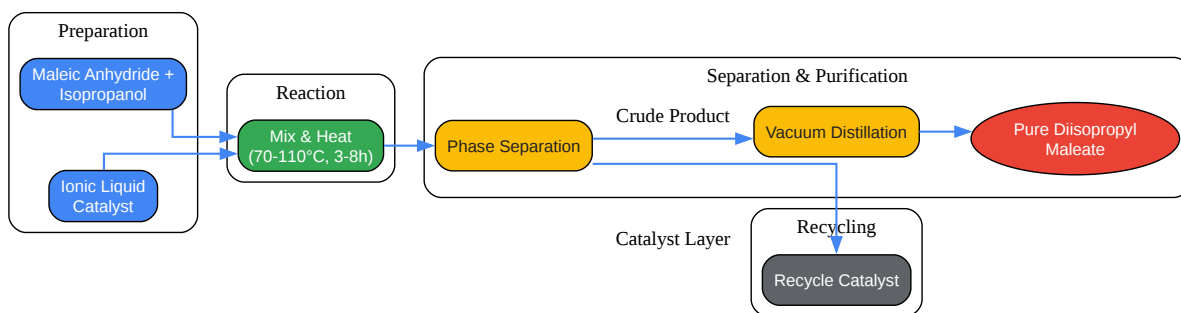 Preparation
Maleic Anhydride +
Isopropanol
Ionic Liquid
Catalyst
Reaction
Mix & Heat
(70-110°C, 3-8h)
Separation & Purification
Phase Separation
Crude Product
Vacuum Distillation
Pure Diisopropyl
Maleate
Catalyst Layer
Recycling
Recycle Catalyst